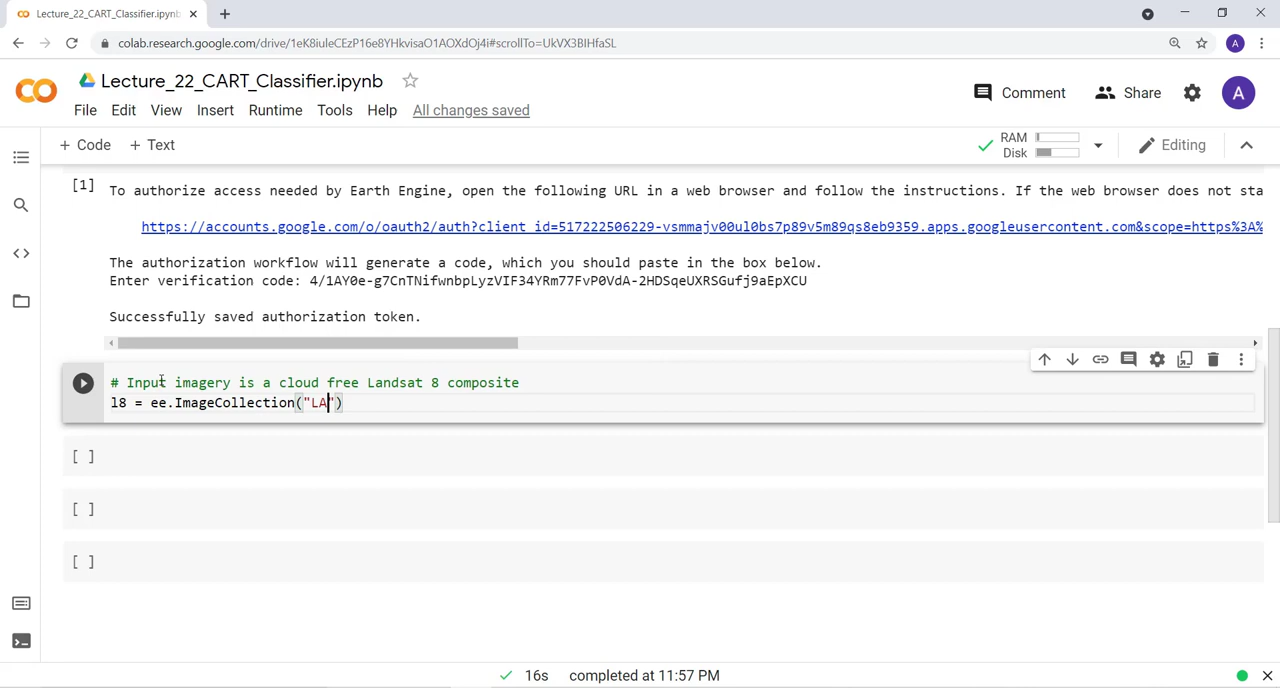 Lecture_22_CART_Classifier.ipynb
colab.research.google.com/drive/1eK8iuleCEzP16e8YHkvisaO1AOXdOj4i#scrollTo=UkVX3BIHfaSL
A
CO
Lecture_22_CART_Classifier.ipynb
File Edit View Insert Runtime Tools Help All changes saved
Comment Share A
+ Code + Text
RAM
Disk
Editing
[1] To authorize access needed by Earth Engine, open the following URL in a web browser and follow the instructions. If the web browser does not sta
https://accounts.google.com/o/oauth2/auth?client_id=517222506229-vsmmajv00ul0bs7p89v5m89qs8eb9359.apps.googleusercontent.com&scope=https%3A%
The authorization workflow will generate a code, which you should paste in the box below.
Enter verification code: 4/1AY0e-g7CnTNifwnbpLyzVIF34YRm77FvP0VdA-2HDSqeUXRSGufj9aEpXCU
Successfully saved authorization token.
# Input imagery is a cloud free Landsat 8 composite
l8 = ee.ImageCollection("LA")
[ ]
[ ]
[ ]
16s completed at 11:57 PM